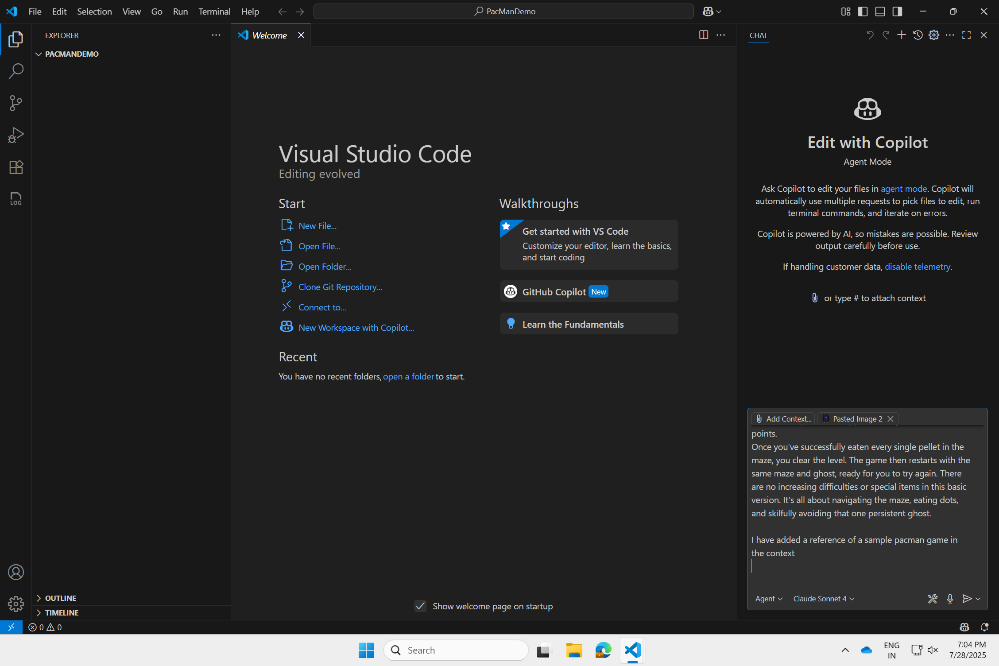 File Edit Selection View Go Run Terminal Help
PacManDemo
EXPLORER
PACMANDEMO
LOG
OUTLINE
TIMELINE
Welcome
Visual Studio Code
Editing evolved
Start
New File...
Open File...
Open Folder...
Clone Git Repository...
Connect to...
New Workspace with Copilot...
Recent
You have no recent folders, open a folder to start.
Walkthroughs
Get started with VS Code
Customize your editor, learn the basics,
and start coding
GitHub Copilot New
Learn the Fundamentals
Show welcome page on startup
CHAT
Edit with Copilot
Agent Mode
Ask Copilot to edit your files in agent mode. Copilot will
automatically use multiple requests to pick files to edit, run
terminal commands, and iterate on errors.
Copilot is powered by AI, so mistakes are possible. Review
output carefully before use.
If handling customer data, disable telemetry.
or type # to attach context
Add Context... Pasted Image 2
points.
Once you've successfully eaten every single pellet in the
maze, you clear the level. The game then restarts with the
same maze and ghost, ready for you to try again. There
are no increasing difficulties or special items in this basic
version. It's all about navigating the maze, eating dots,
and skilfully avoiding that one persistent ghost.
I have added a reference of a sample pacman game in
the context
Agent Claude Sonnet 4
0 0
Search
ENG
IN
7:04 PM
7/28/2025